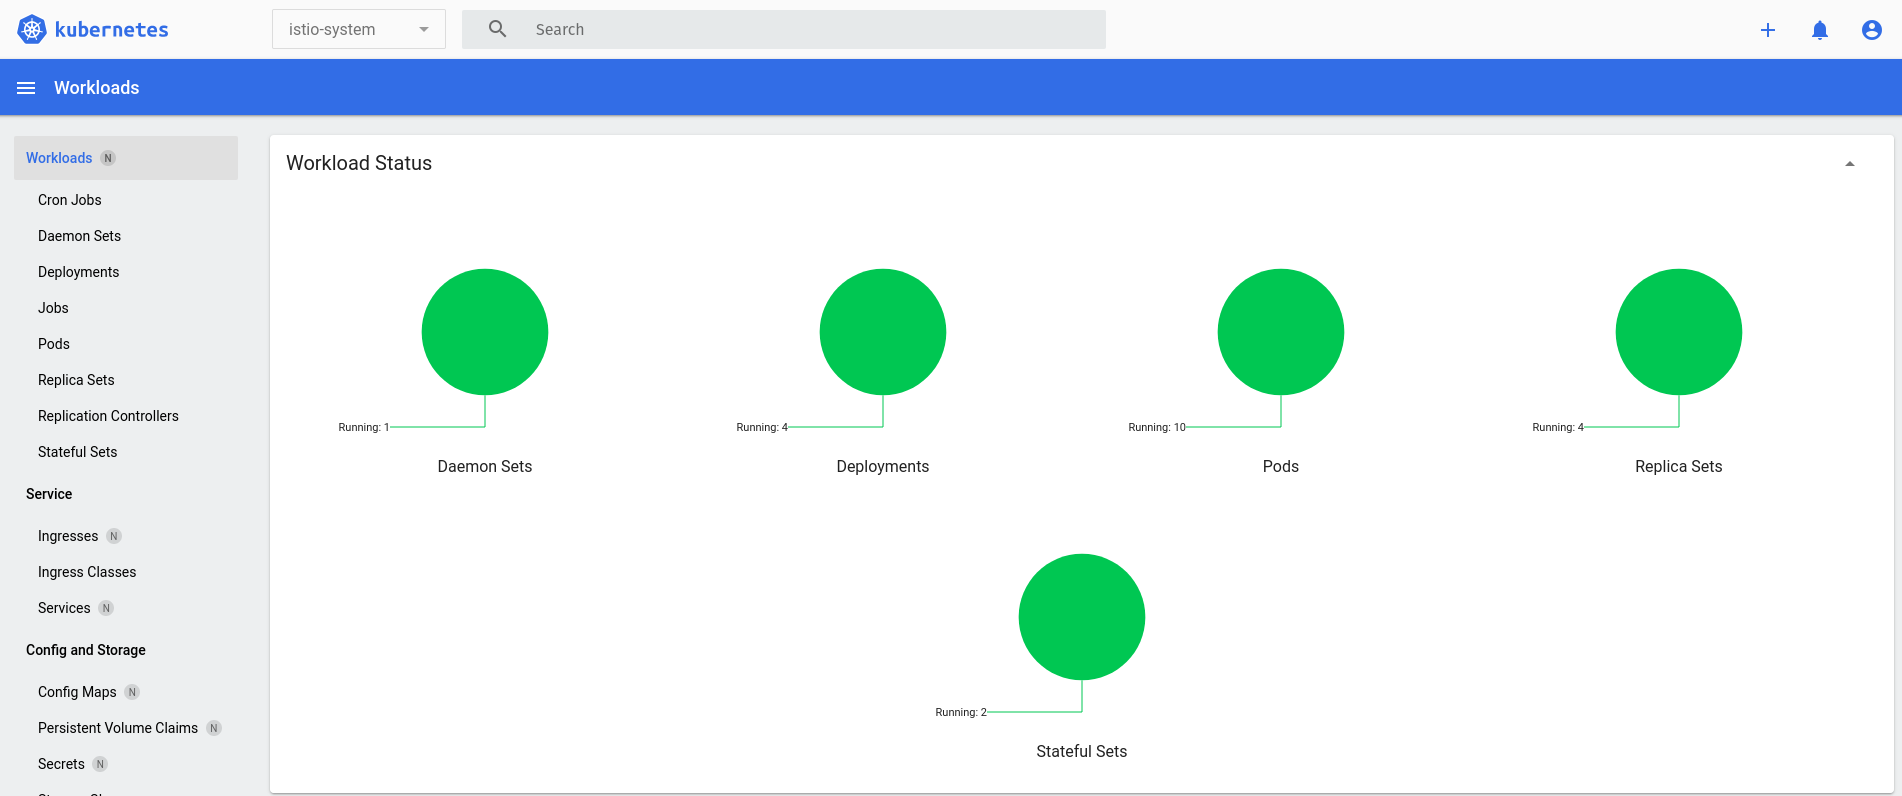 kubernetes
istio-system
Search
Workloads
Workloads N
Cron Jobs
Daemon Sets
Deployments
Jobs
Pods
Replica Sets
Replication Controllers
Stateful Sets
Service
Ingresses N
Ingress Classes
Services N
Config and Storage
Config Maps N
Persistent Volume Claims N
Secrets N
Workload Status
Running: 1
Daemon Sets
Running: 4
Deployments
Running: 10
Pods
Running: 4
Replica Sets
Running: 2
Stateful Sets